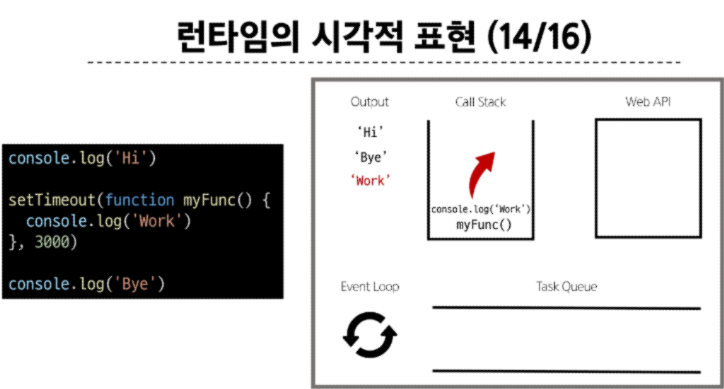 런타임의 시각적 표현 (14/16)
console.log('Hi')
setTimeout(function myFunc() {
  console.log('Work')
}, 3000)
console.log('Bye')
Output
Call Stack
Web API
‘Hi’
‘Bye’
‘Work’
console.log(‘Work’)
myFunc()
Event Loop
Task Queue